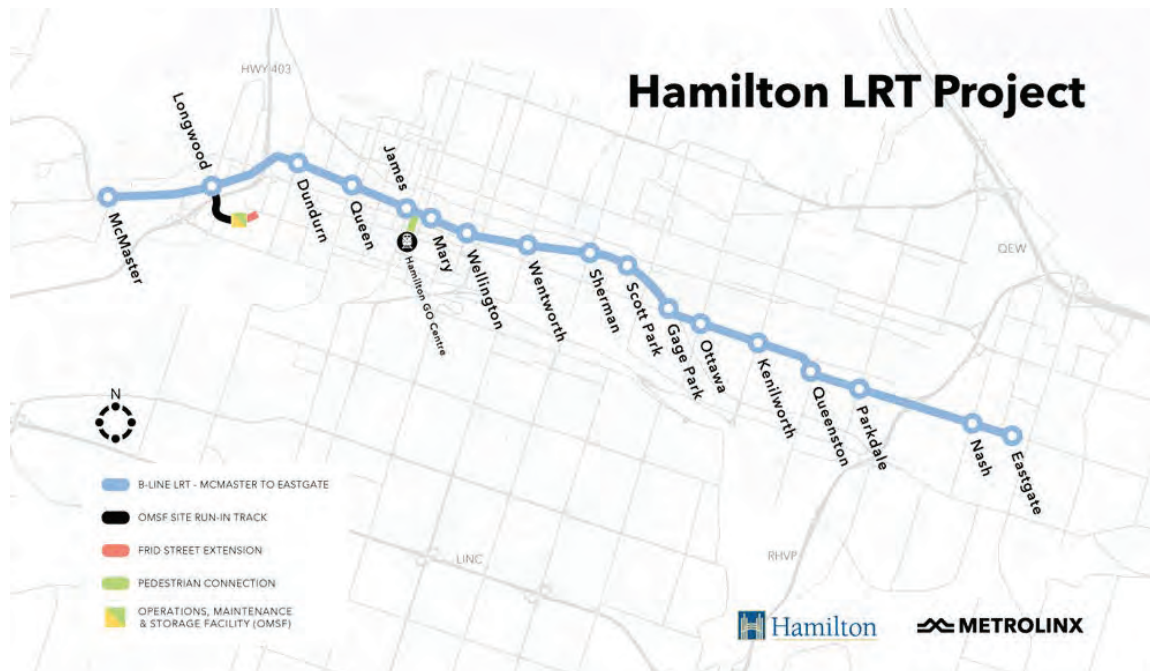 Hamilton LRT Project
HWY 403
Longwood
McMaster
Dundurn
Queen
James
Hamilton GO Centre
Mary
Wellington
Wentworth
Sherman
Scott Park
Gage Park
Ottawa
Kenilworth
Queenston
Parkdale
Nash
Eastgate
QEW
N
B-LINE LRT - MCMASTER TO EASTGATE
OMSF SITE RUN-IN TRACK
FRID STREET EXTENSION
PEDESTRIAN CONNECTION
OPERATIONS, MAINTENANCE
& STORAGE FACILITY (OMSF)
LINC
RHVP
Hamilton
METROLINX